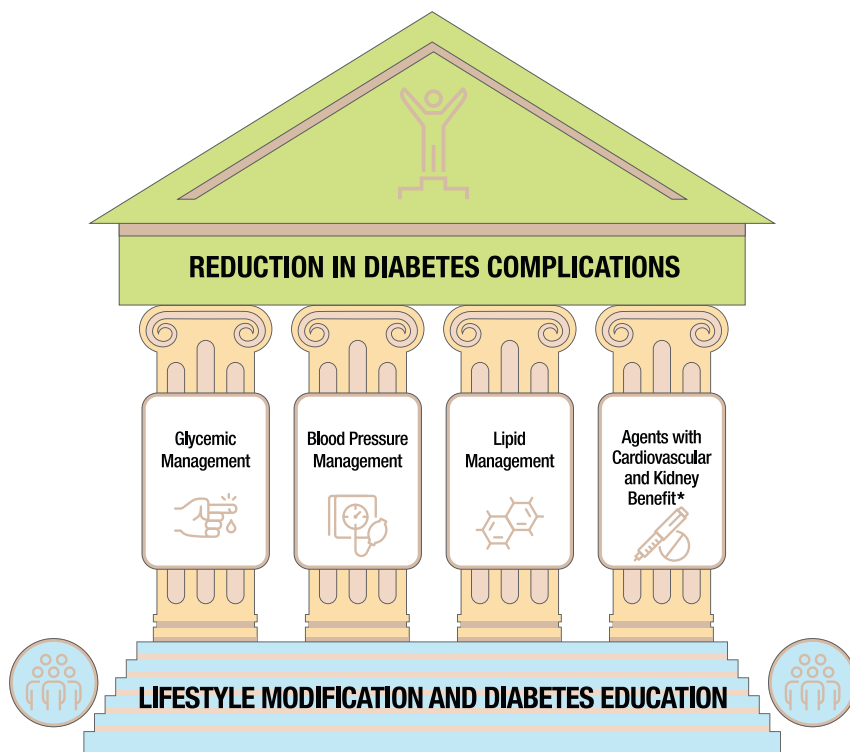 REDUCTION IN DIABETES COMPLICATIONS
Glycemic
Management
Blood Pressure
Management
Lipid
Management
Agents with
Cardiovascular
and Kidney
Benefit*
LIFESTYLE MODIFICATION AND DIABETES EDUCATION